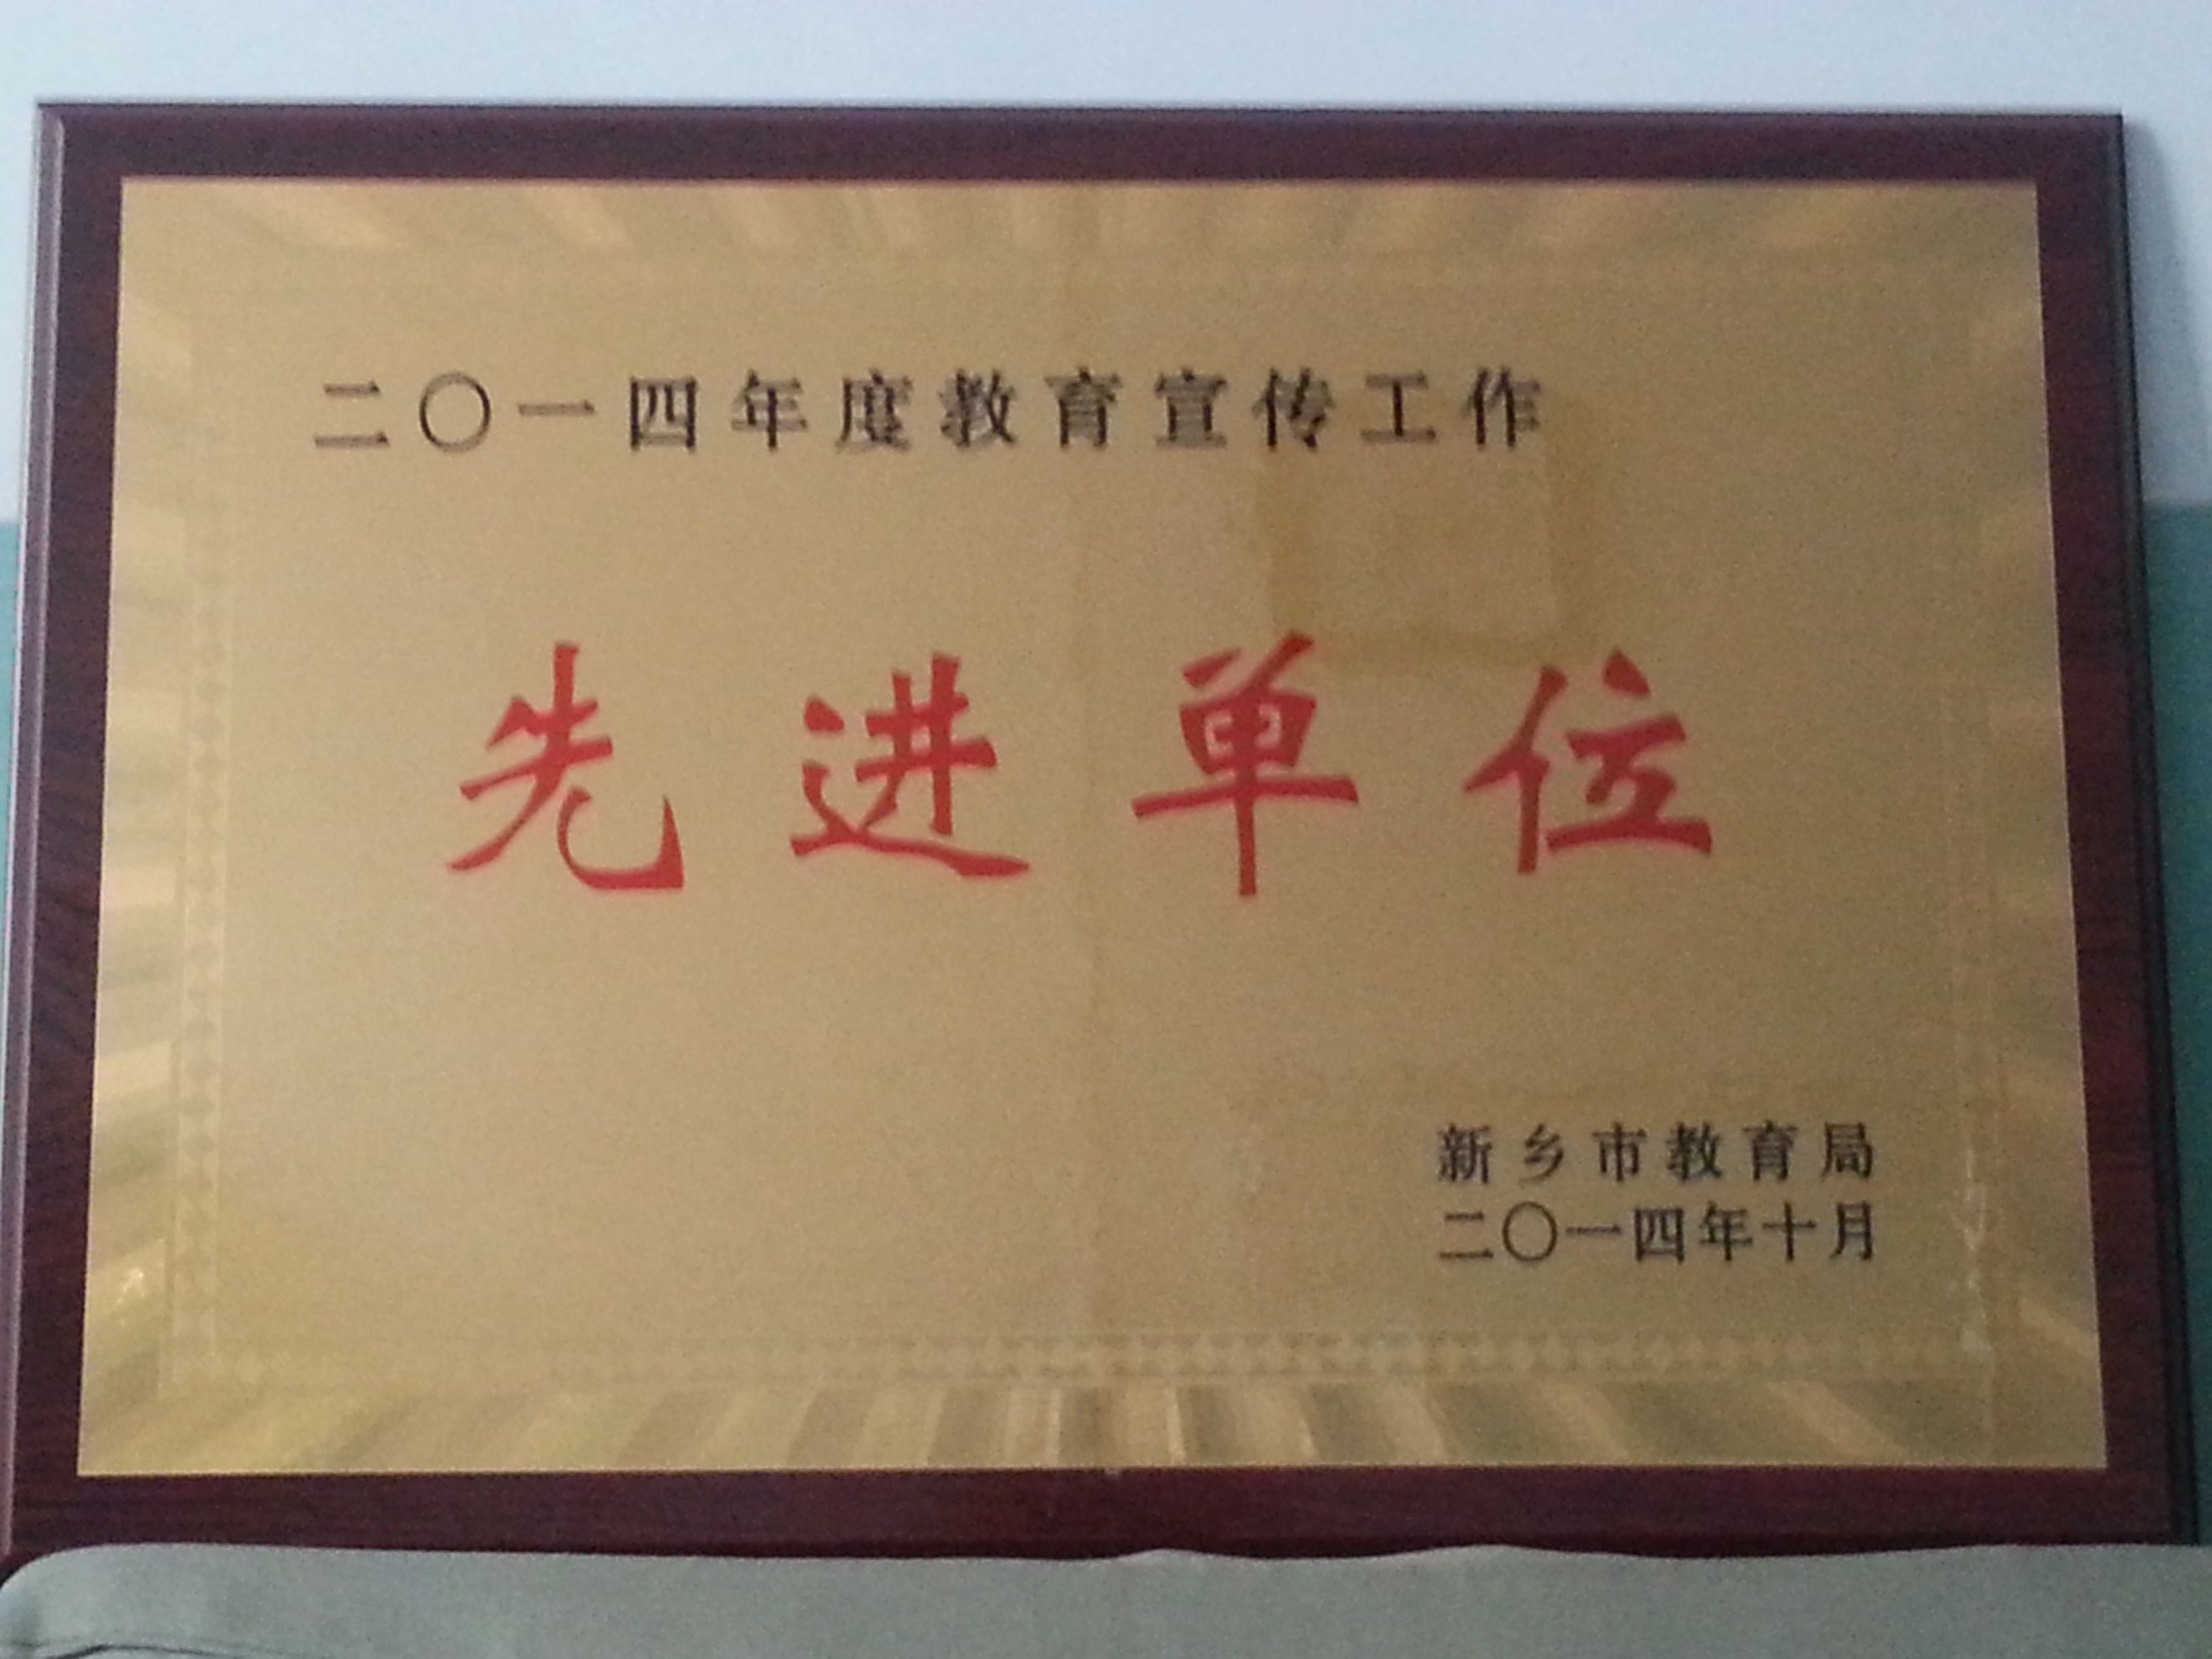 二〇一四年度教育宣传工作
先进单位
新乡市教育局
二〇一四年十月